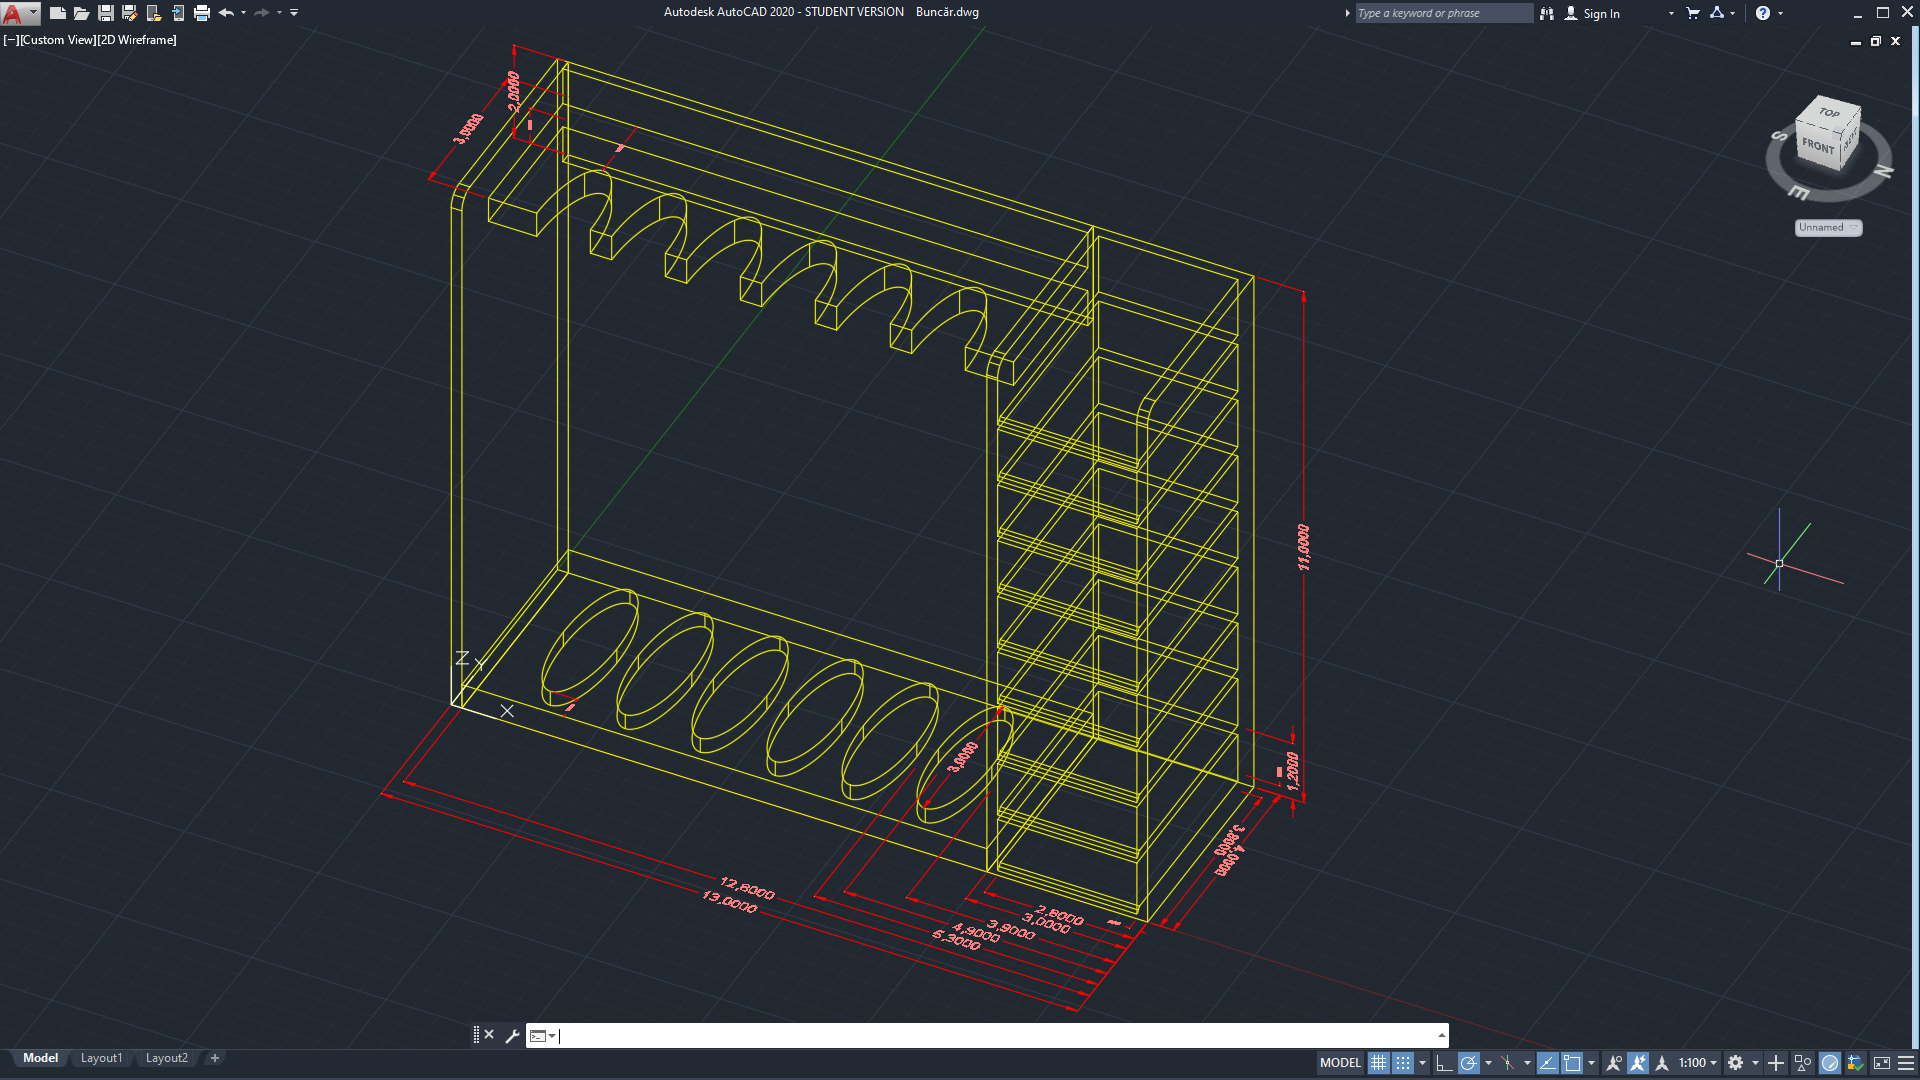 Autodesk AutoCAD 2020 - STUDENT VERSION    Buncăr.dwg
Type a keyword or phrase
Sign In
[−][Custom View][2D Wireframe]
TOP
FRONT
S
N
E
Unnamed
2,0000
3,5000
11,0000
Z
Y
X
3,9000
1,2000
3,8000
4,0000
12,8000
13,0000
2,8000
3,0000
3,9000
4,9000
5,3000
Model
Layout1
Layout2
+
MODEL
1:100